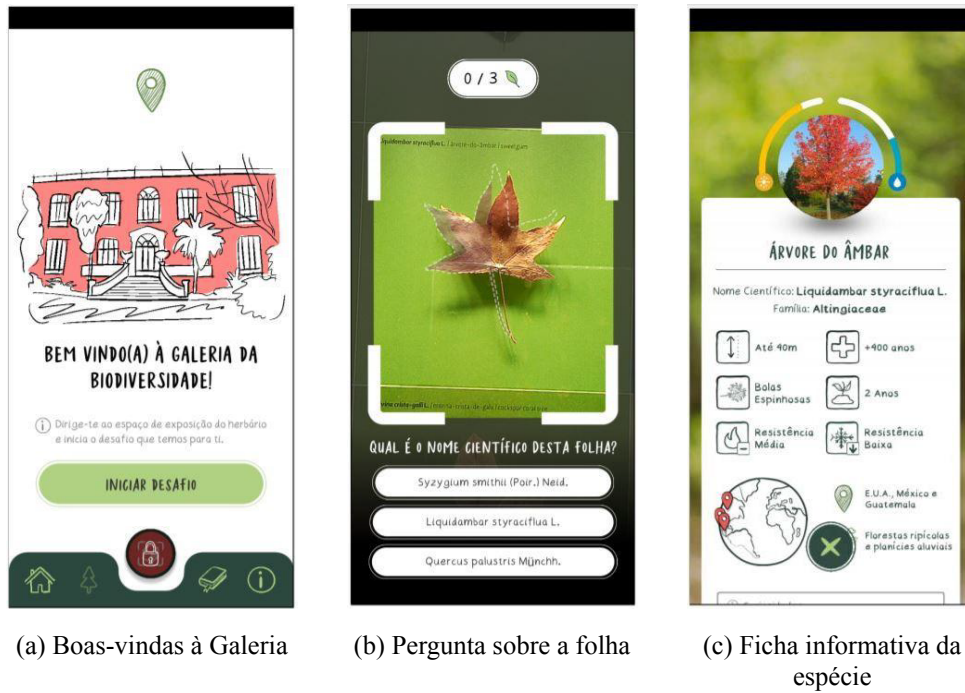 BEM VINDO(A) À GALERIA DA
BIODIVERSIDADE!
Dirige-te ao espaço de exposição do herbário
e inicia o desafio que temos para ti.
INICIAR DESAFIO
(a) Boas-vindas à Galeria
0 / 3
Liquidambar styraciflua L. / árvore-do-âmbar / sweetgum
QUAL É O NOME CIENTÍFICO DESTA FOLHA?
Syzygium smithii (Poir.) Neid.
Liquidambar styraciflua L.
Quercus palustris Münchh.
(b) Pergunta sobre a folha
ÁRVORE DO ÂMBAR
Nome Científico: Liquidambar styraciflua L.
Família: Altingiaceae
Até 40m
+400 anos
Bolas
Espinhosas
2 Anos
Resistência
Média
Resistência
Baixa
E.U.A., México e
Guatemala
Florestas ripícolas
e planícies aluviais
(c) Ficha informativa da
espécie